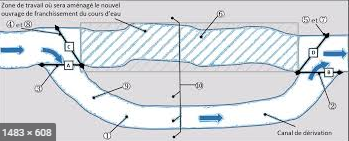 Zone de travail où sera aménagé le nouvel
ouvrage de franchissement du cours d'eau
④ et ⑧
⑥
⑤ et ⑦
C
D
A
B
③
⑨
⑩
②
①
Canal de dérivation
1483 × 608